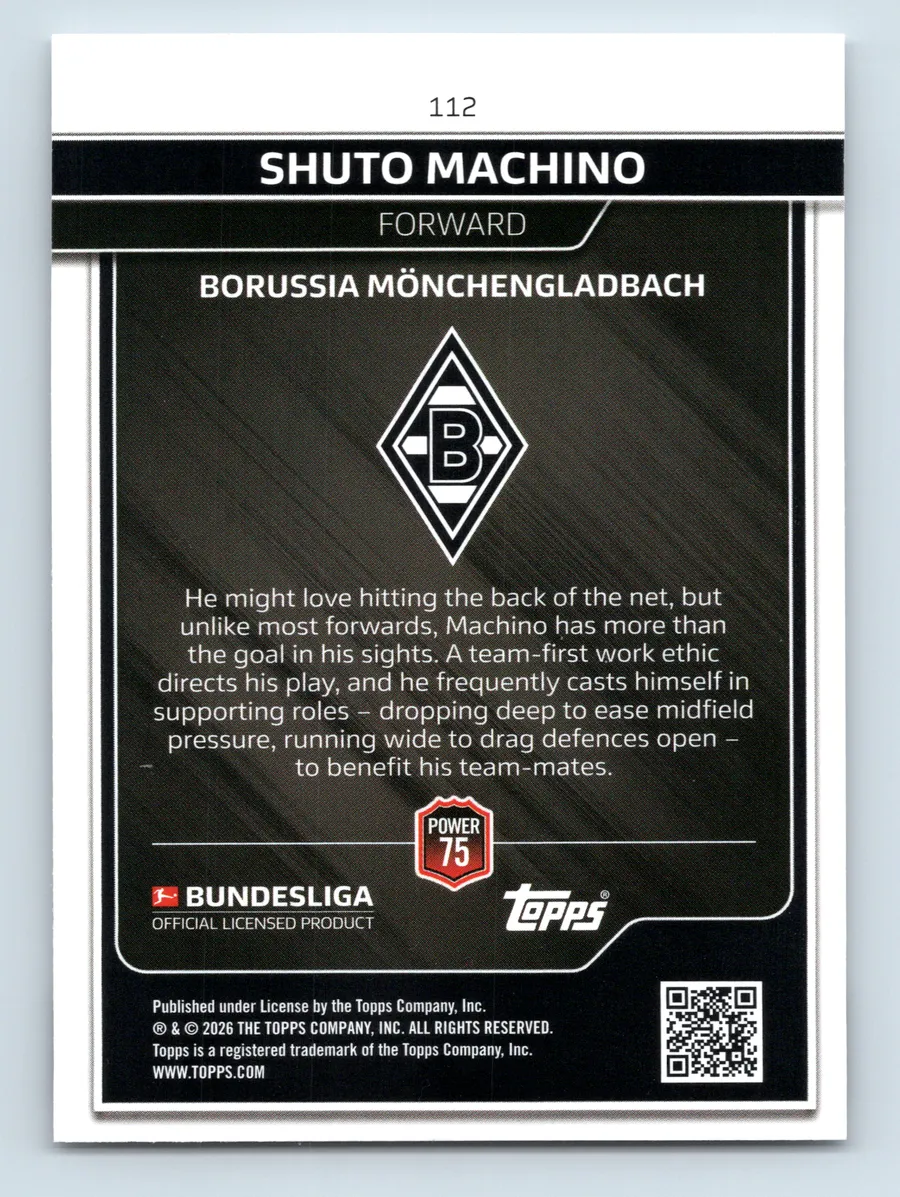 112
SHUTO MACHINO
FORWARD
BORUSSIA MÖNCHENGLADBACH
B
He might love hitting the back of the net, but
unlike most forwards, Machino has more than
the goal in his sights. A team-first work ethic
directs his play, and he frequently casts himself in
supporting roles – dropping deep to ease midfield
pressure, running wide to drag defences open –
to benefit his team-mates.
POWER
75
BUNDESLIGA
OFFICIAL LICENSED PRODUCT
topps®
Published under License by the Topps Company, Inc.
® & © 2026 THE TOPPS COMPANY, INC. ALL RIGHTS RESERVED.
Topps is a registered trademark of the Topps Company, Inc.
WWW.TOPPS.COM